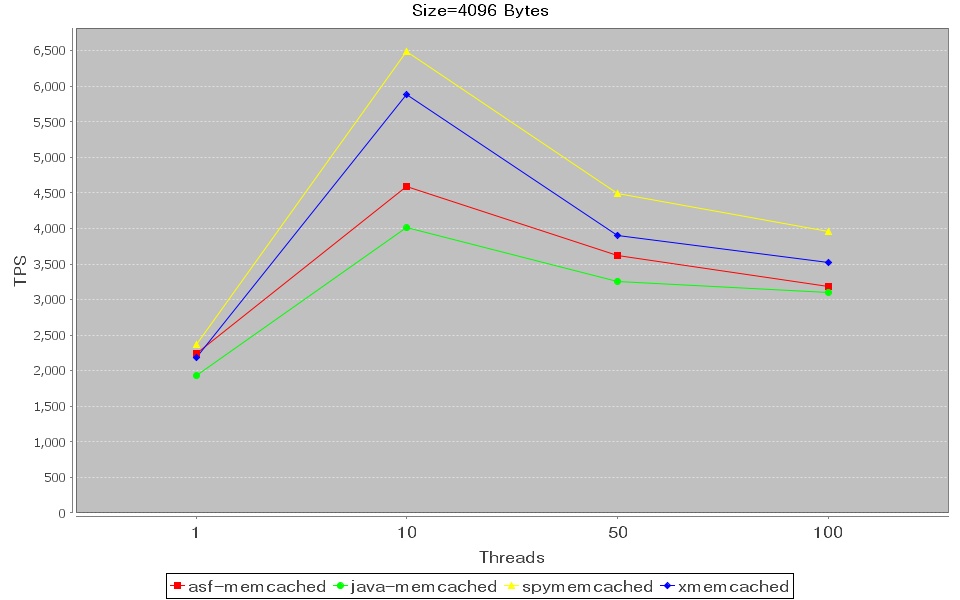 Size=4096 Bytes
6,500
6,000
5,500
5,000
4,500
4,000
3,500
3,000
2,500
2,000
1,500
1,000
500
0
TPS
1 10 50 100
Threads
asf-memcached java-memcached spymemcached xmemcached